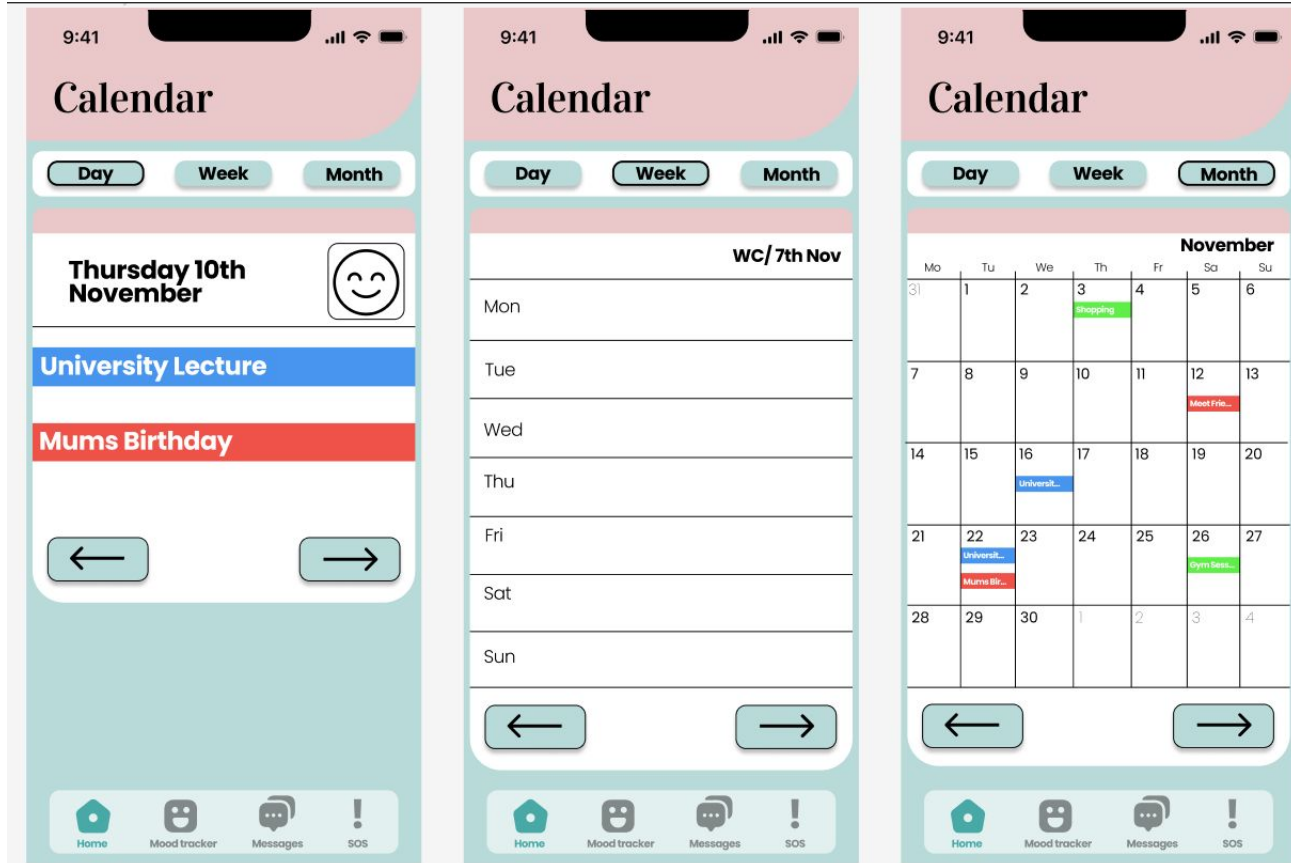 9:41
Calendar
Day Week Month
Thursday 10th
November
University Lecture
Mums Birthday
Home Mood tracker Messages SOS
9:41
Calendar
Day Week Month
WC/ 7th Nov
Mon
Tue
Wed
Thu
Fri
Sat
Sun
Home Mood tracker Messages SOS
9:41
Calendar
Day Week Month
November
Mo Tu We Th Fr Sa Su
31 1 2 3 4 5 6
Shopping
7 8 9 10 11 12 13
Meet Frie...
14 15 16 17 18 19 20
Universit...
21 22 23 24 25 26 27
Universit... Gym Sess...
Mums Bir...
28 29 30 1 2 3 4
Home Mood tracker Messages SOS